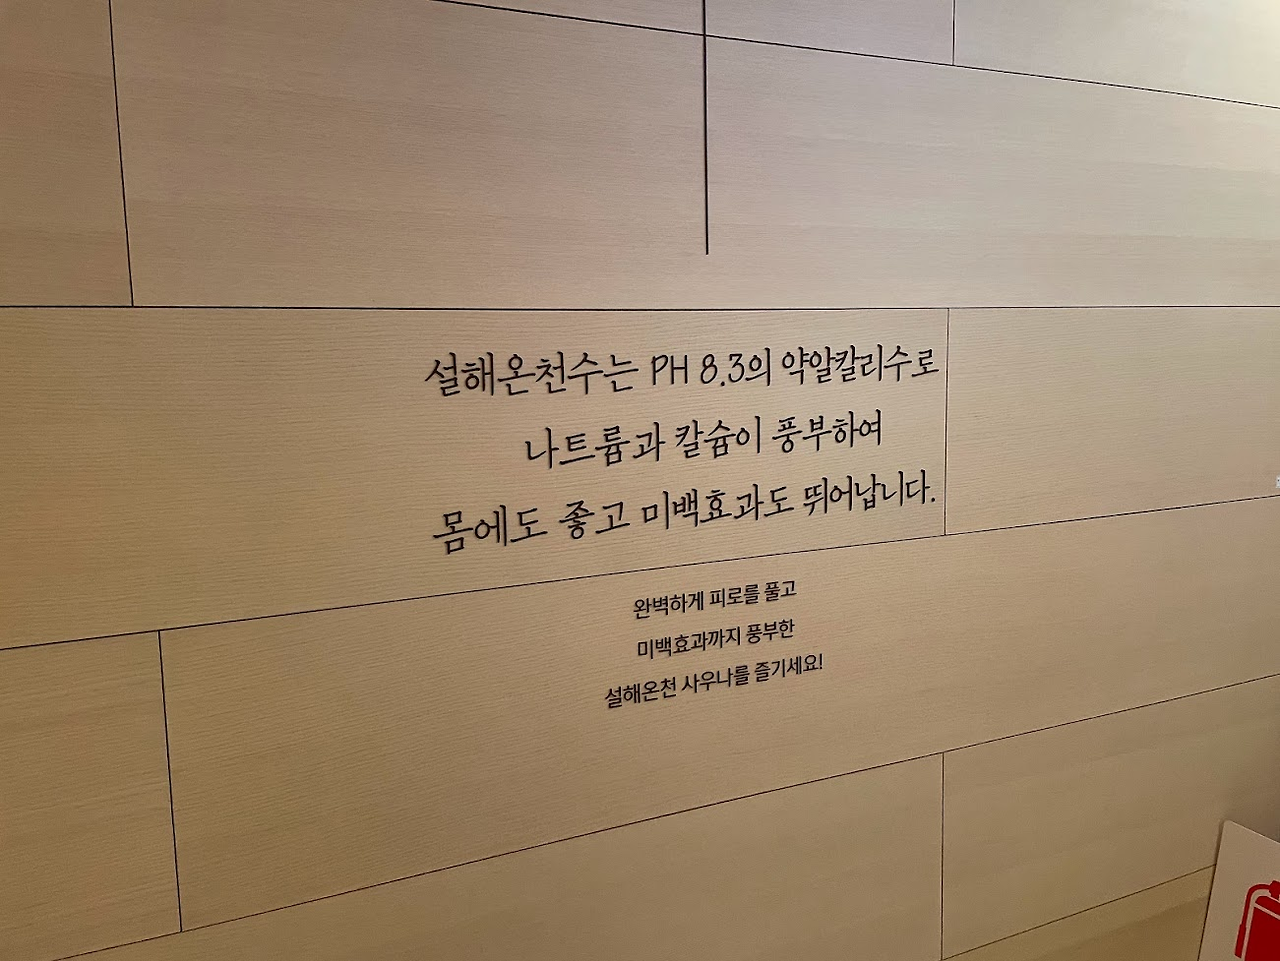 설해온천수는 PH 8.3의 약알칼리수로
나트륨과 칼슘이 풍부하여
몸에도 좋고 미백효과도 뛰어납니다.
완벽하게 피로를 풀고
미백효과까지 풍부한
설해온천 사우나를 즐기세요!